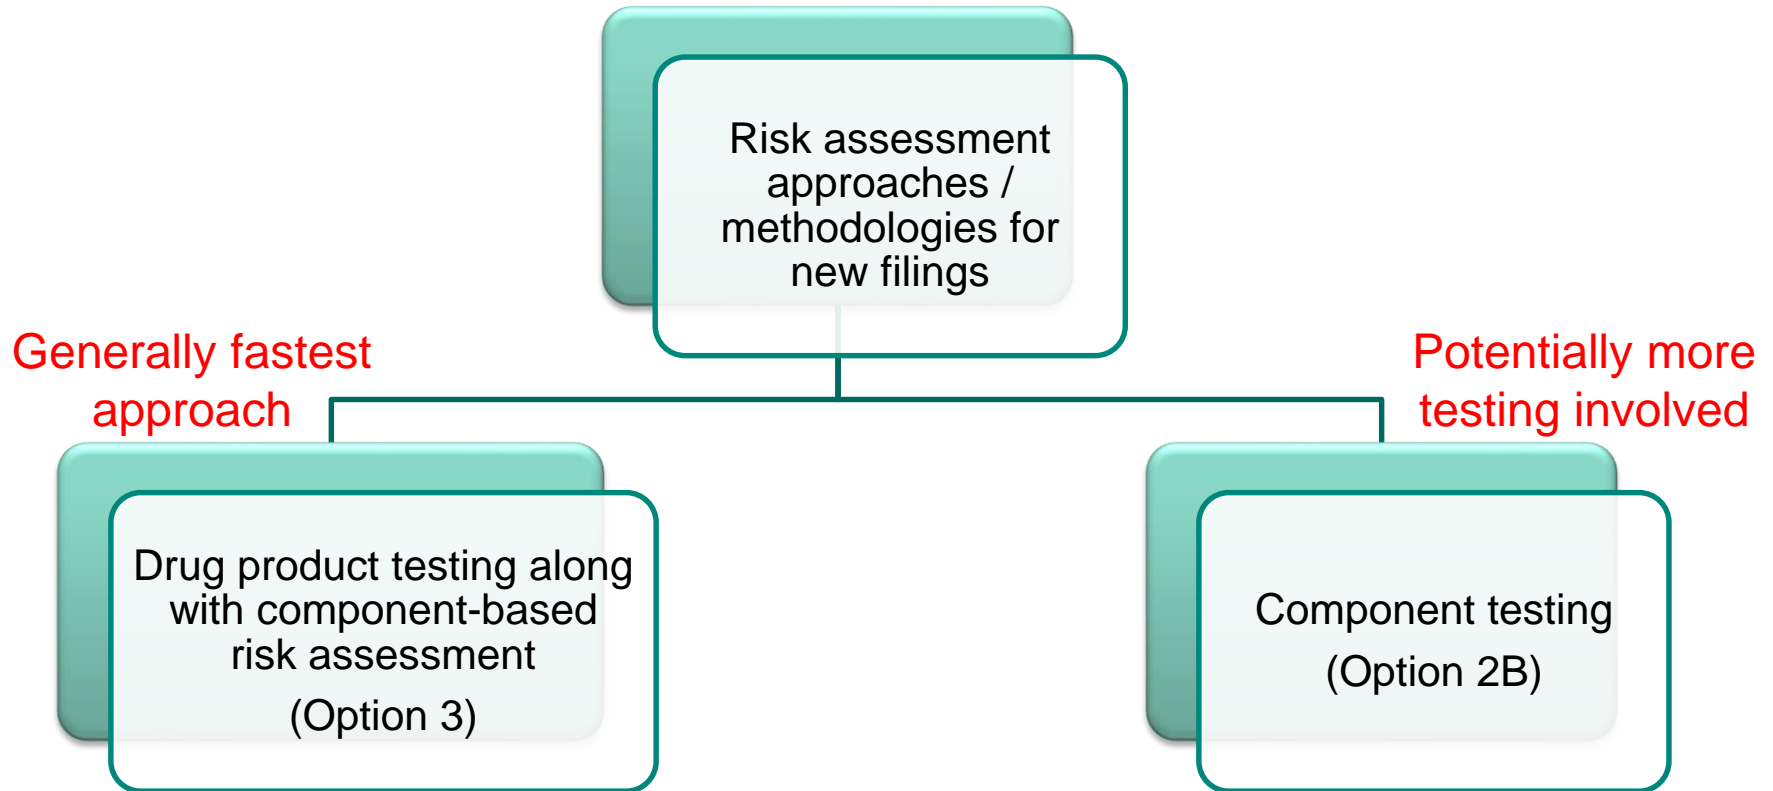 Risk assessment
approaches /
methodologies for
new filings
Generally fastest
approach
Potentially more
testing involved
Drug product testing along
with component-based
risk assessment
(Option 3)
Component testing
(Option 2B)